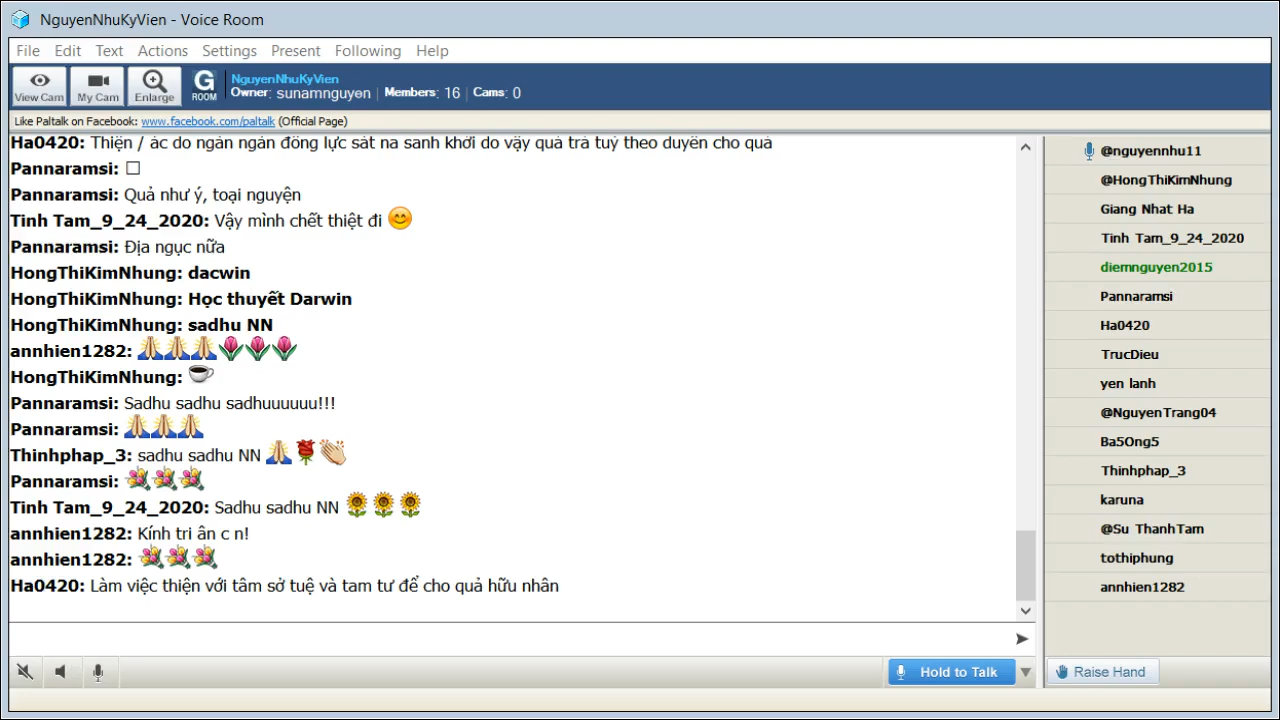 NguyenNhuKyVien - Voice Room
File Edit Text Actions Settings Present Following Help
View Cam My Cam Enlarge G ROOM
NguyenNhuKyVien
Owner: sunamnguyen Members: 16 Cams: 0
Like Paltalk on Facebook: www.facebook.com/paltalk (Official Page)
Ha0420: Thiện / ác do ngàn ngàn đông lực sát na sanh khởi do vậy quả trả tuỳ theo duyên cho quả
Pannaramsi:
Pannaramsi: Quả như ý, toại nguyện
Tinh Tam_9_24_2020: Vậy mình chết thiệt đi 😊
Pannaramsi: Địa ngục nữa
HongThiKimNhung: dacwin
HongThiKimNhung: Học thuyết Darwin
HongThiKimNhung: sadhu NN
annhien1282: 🙏🙏🙏🌷🌷🌷
HongThiKimNhung: ☕
Pannaramsi: Sadhu sadhu sadhuuuuuu!!!
Pannaramsi: 🙏🙏🙏
Thinhphap_3: sadhu sadhu NN 🙏🌹👏
Pannaramsi: 💐💐💐
Tinh Tam_9_24_2020: Sadhu sadhu NN 🌻🌻🌻
annhien1282: Kính tri ân c n!
annhien1282: 💐💐💐
Ha0420: Làm việc thiện với tâm sở tuệ và tam tư để cho quả hữu nhân
@nguyennhu11
@HongThiKimNhung
Giang Nhat Ha
Tinh Tam_9_24_2020
diemnguyen2015
Pannaramsi
Ha0420
TrucDieu
yen lanh
@NguyenTrang04
Ba5Ong5
Thinhphap_3
karuna
@Su ThanhTam
tothiphung
annhien1282
Hold to Talk
Raise Hand